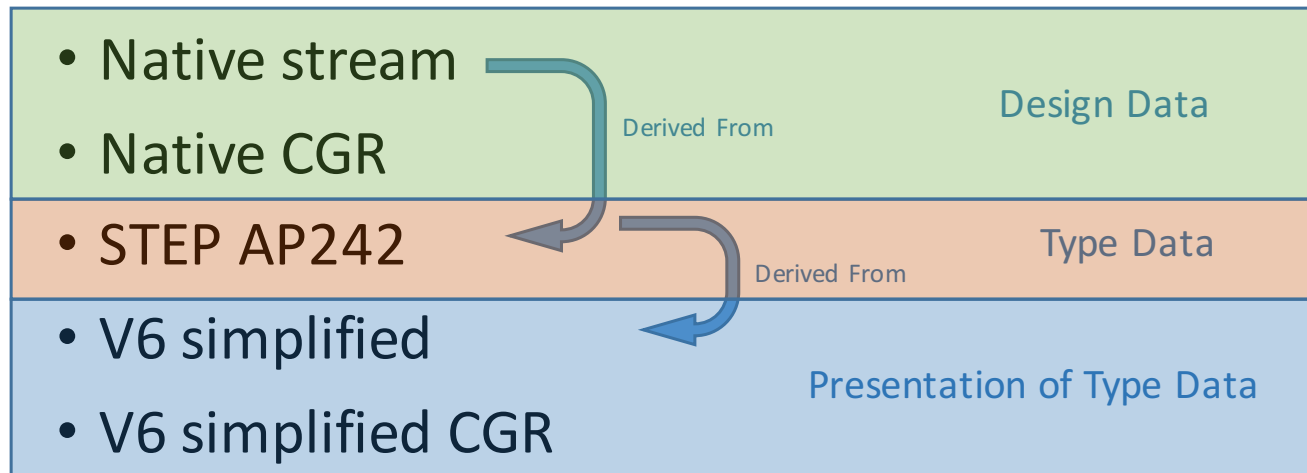 • Native stream
Derived From
Design Data
• Native CGR
• STEP AP242
Type Data
Derived From
• V6 simplified
Presentation of Type Data
• V6 simplified CGR